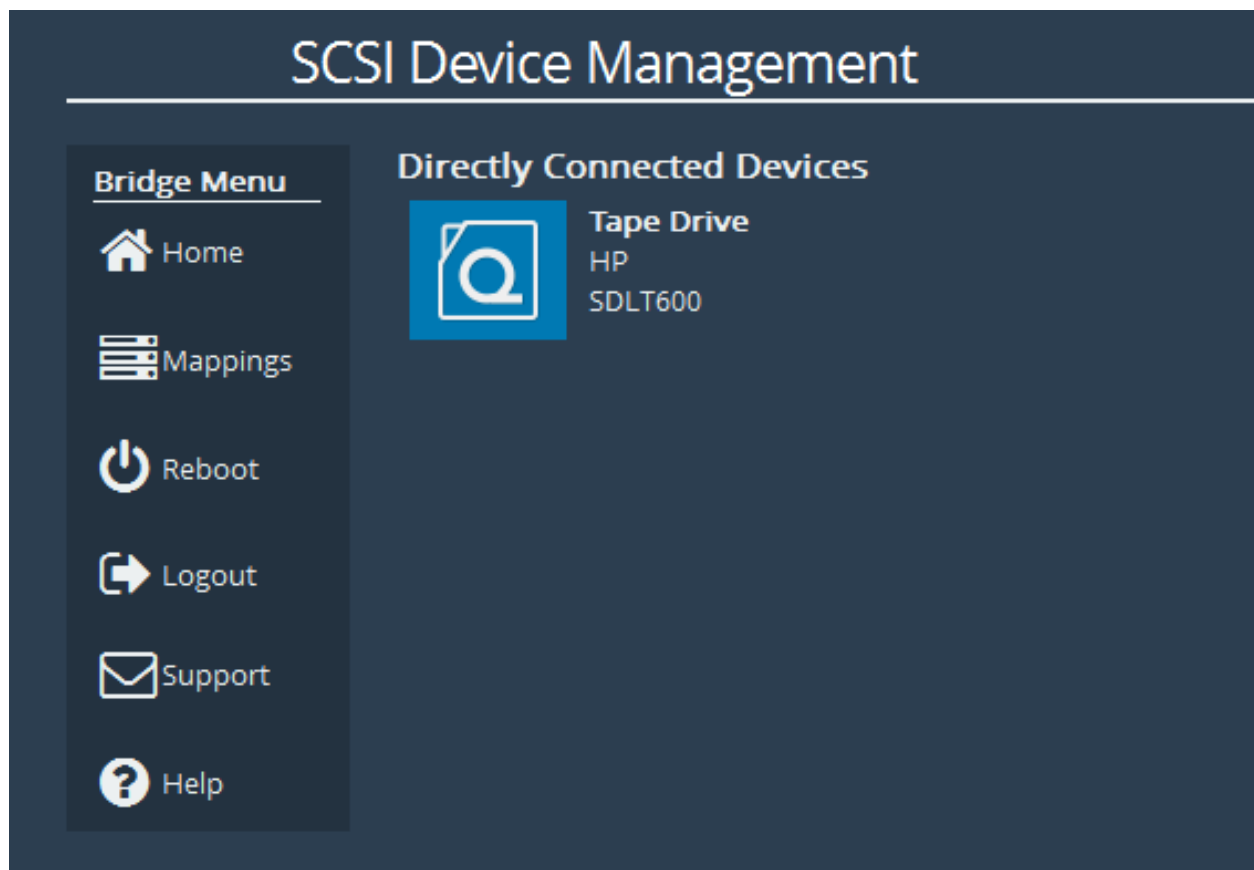 SCSI Device Management
Bridge Menu
Home
Mappings
Reboot
Logout
Support
Help
Directly Connected Devices
Tape Drive
HP
SDLT600